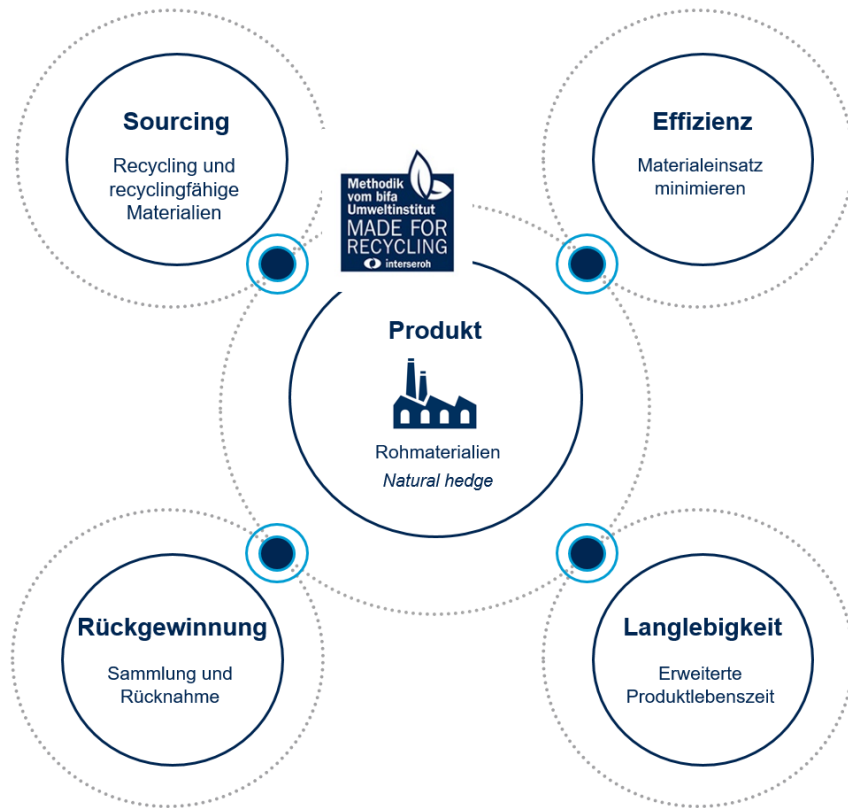 Sourcing
Recycling und
recyclingfähige
Materialien
Effizienz
Materialeinsatz
minimieren
Methodik
vom bifa
Umweltinstitut
MADE FOR
RECYCLING
interseroh
Produkt
Rohmaterialien
Natural hedge
Rückgewinnung
Sammlung und
Rücknahme
Langlebigkeit
Erweiterte
Produktlebenszeit